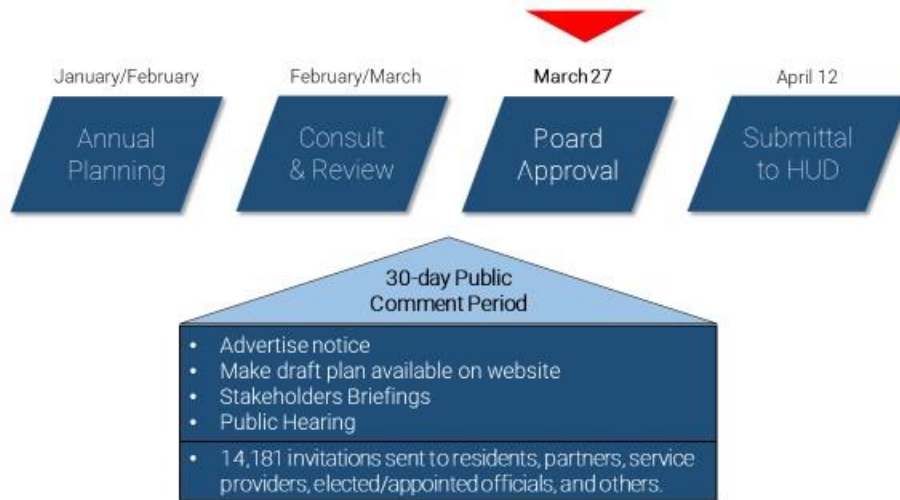 January/February
February/March
March 27
April 12
Annual
Planning
Consult
& Review
Poard
Approval
Submittal
to HUD
30-day Public
Comment Period
• Advertise notice
• Make draft plan available on website
• Stakeholders Briefings
• Public Hearing
• 14,181 invitations sent to residents, partners, service
providers, elected/appointed officials, and others.